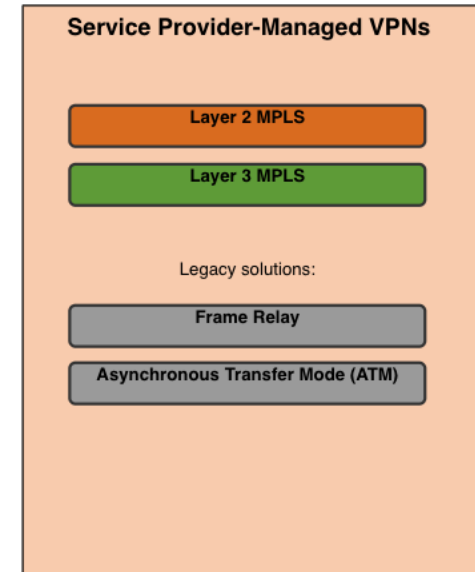 Service Provider-Managed VPNs
Layer 2 MPLS
Layer 3 MPLS
Legacy solutions:
Frame Relay
Asynchronous Transfer Mode (ATM)